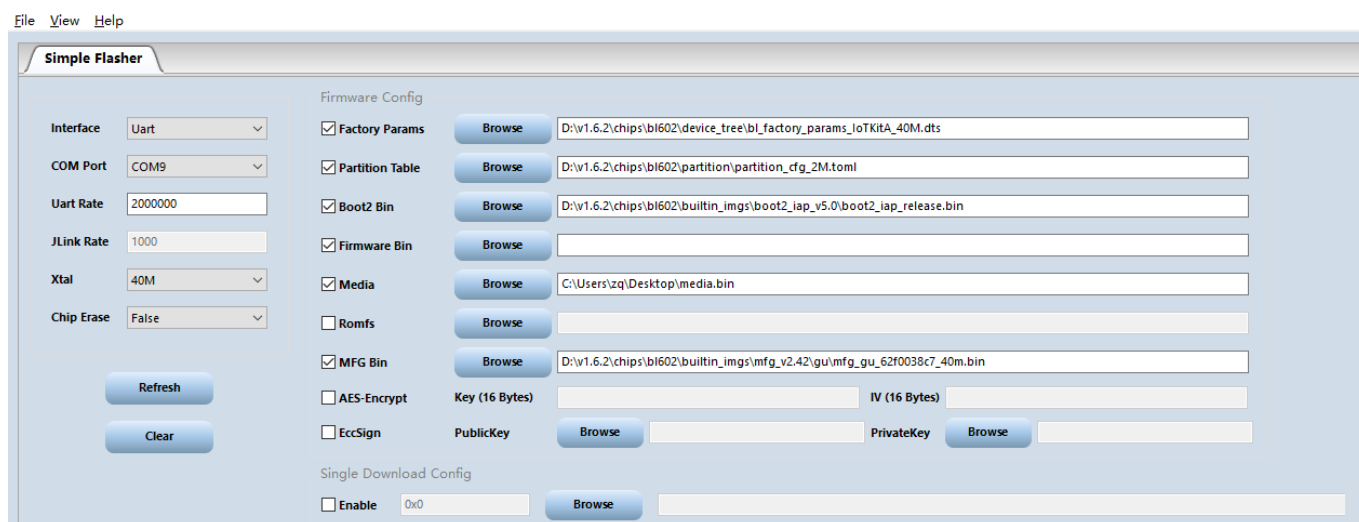 File View Help
Simple Flasher
Firmware Config
Interface Uart
COM Port COM9
Uart Rate 2000000
JLink Rate 1000
Xtal 40M
Chip Erase False
Refresh
Clear
Factory Params Browse D:\v1.6.2\chips\bl602\device_tree\bl_factory_params_IoTKitA_40M.dts
Partition Table Browse D:\v1.6.2\chips\bl602\partition\partition_cfg_2M.toml
Boot2 Bin Browse D:\v1.6.2\chips\bl602\builtin_imgs\boot2_iap_v5.0\boot2_iap_release.bin
Firmware Bin Browse
Media Browse C:\Users\zq\Desktop\media.bin
Romfs Browse
MFG Bin Browse D:\v1.6.2\chips\bl602\builtin_imgs\mfg_v2.42\gu\mfg_gu_62f0038c7_40m.bin
AES-Encrypt Key (16 Bytes) IV (16 Bytes)
EccSign PublicKey Browse PrivateKey Browse
Single Download Config
Enable 0x0 Browse